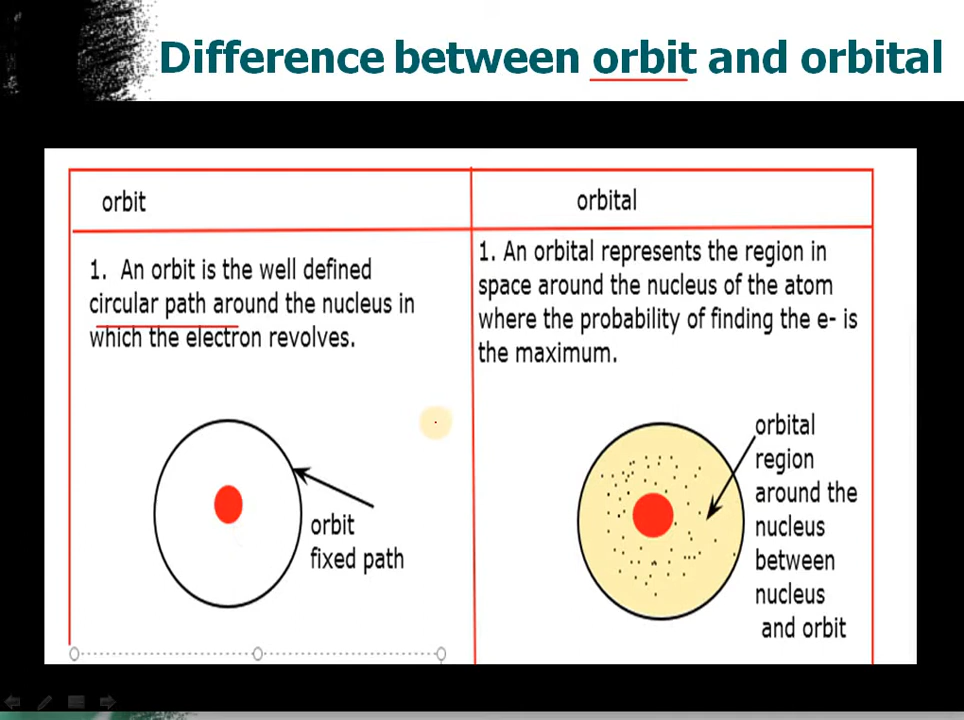 Difference between orbit and orbital
orbit
orbital
1. An orbit is the well defined
circular path around the nucleus in
which the electron revolves.
1. An orbital represents the region in
space around the nucleus of the atom
where the probability of finding the e- is
the maximum.
orbit
fixed path
orbital
region
around the
nucleus
between
nucleus
and orbit